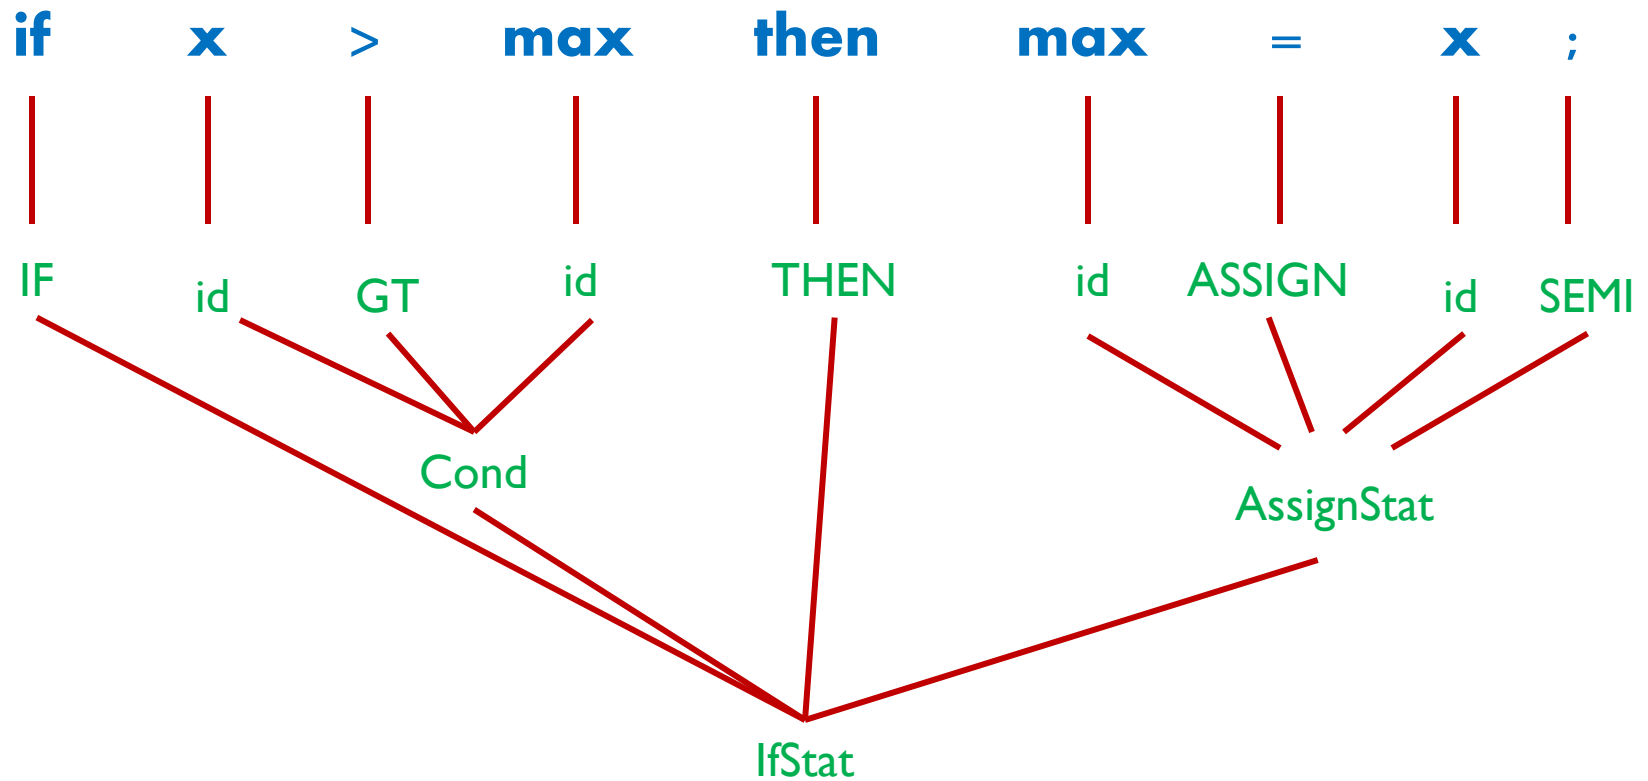 if x > max then max = x ;
IF id GT id THEN id ASSIGN id SEMI
Cond
AssignStat
IfStat